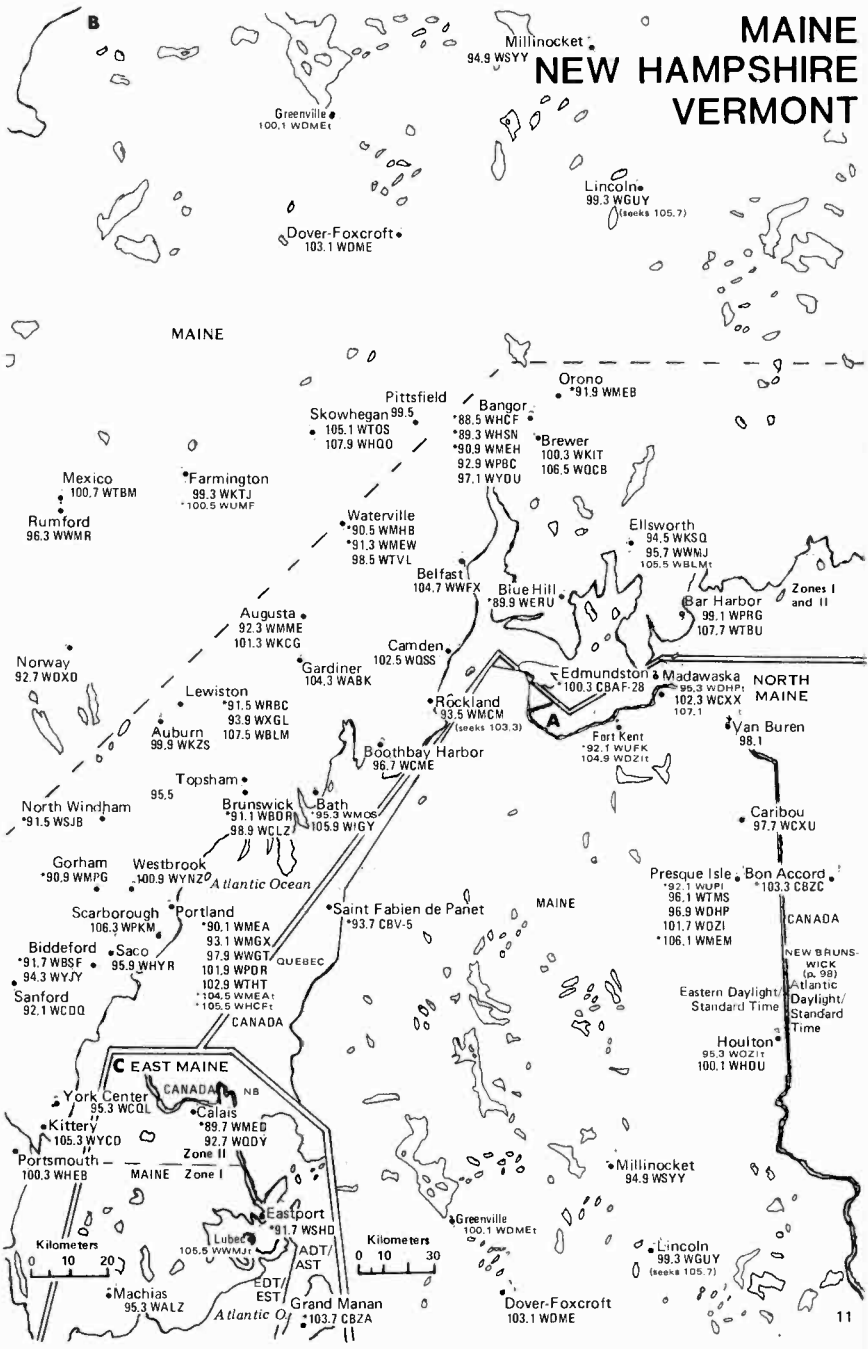 B
MAINE
NEW HAMPSHIRE
VERMONT
Millinocket
94.9 WSYY
Greenville
100.1 WDMEt
Lincoln
99.3 WGUY
(seeks 105.7)
Dover-Foxcroft
103.1 WDME
MAINE
Orono
*91.9 WMEB
Pittsfield
99.5
Skowhegan
105.1 WTOS
107.9 WHQO
Bangor
*88.5 WHCF
*89.3 WHSN
*90.9 WMEH
92.9 WPBC
97.1 WYOU
Brewer
100.3 WKIT
106.5 WQCB
Mexico
100.7 WTBM
Rumford
96.3 WWMR
Farmington
99.3 WKTJ
*100.5 WUMF
Waterville
*90.5 WMHB
*91.3 WMEW
98.5 WTVL
Ellsworth
94.5 WKSQ
95.7 WWMJ
105.5 WBLMt
Belfast
104.7 WWFX
Blue Hill
*89.9 WERU
Zones I
and II
Bar Harbor
99.1 WPRG
107.7 WTBU
Augusta
92.3 WMME
101.3 WKCG
Gardiner
104.3 WABK
Camden
102.5 WQSS
Norway
92.7 WOXO
Edmundston
*100.3 CBAF-28
Madawaska
95.3 WDHPt
102.3 WCXX
107.1
NORTH
MAINE
Lewiston
*91.5 WRBC
93.9 WXGL
107.5 WBLM
Auburn
99.9 WKZS
Rockland
93.5 WMCM
(seeks 103.3)
A
Fort Kent
*92.1 WUFK
104.9 WDZIt
Van Buren
98.1
Boothbay Harbor
96.7 WCME
Topsham
95.5
Brunswick
*91.1 WBOR
98.9 WCLZ
Bath
*95.3 WMOS
105.9 WIGY
North Windham
*91.5 WSJB
Caribou
97.7 WCXU
Gorham
*90.9 WMPG
Westbrook
100.9 WYNZ
Atlantic Ocean
Presque Isle
*92.1 WUPI
96.1 WTMS
96.9 WDHP
101.7 WOZI
*106.1 WMEM
Bon Accord
*103.3 CBZC
MAINE
CANADA
Scarborough
106.3 WPKM
Portland
*90.1 WMEA
93.1 WMGX
97.9 WWGT
101.9 WPOR
102.9 WTHT
*104.5 WMEAt
*105.5 WHCFt
Saint Fabien de Panet
*93.7 CBV-5
Biddeford
*91.7 WBSF
94.3 WYJY
Saco
95.9 WHYR
QUEBEC
CANADA
NEW BRUNS-
WICK
(p. 98)
Sanford
92.1 WCDQ
Eastern Daylight/
Standard Time
Atlantic
Daylight/
Standard
Time
Houlton
95.3 WOZIt
100.1 WHOU
C EAST MAINE
CANADA
NB
York Center
95.3 WCQL
Calais
*89.7 WMED
92.7 WQDY
Kittery
105.3 WYCD
Zone II
Portsmouth
100.3 WHEB
MAINE
Zone I
Millinocket
94.9 WSYY
Eastport
*91.7 WSHD
Greenville
100.1 WDMEt
Lubec
105.5 WWMJt
Kilometers
0 10 20
ADT/
AST
Kilometers
0 30
Lincoln
99.3 WGUY
(seeks 105.7)
EDT/
EST
Machias
95.3 WALZ
Atlantic O.
Grand Manan
*103.7 CBZA
Dover-Foxcroft
103.1 WDME
11